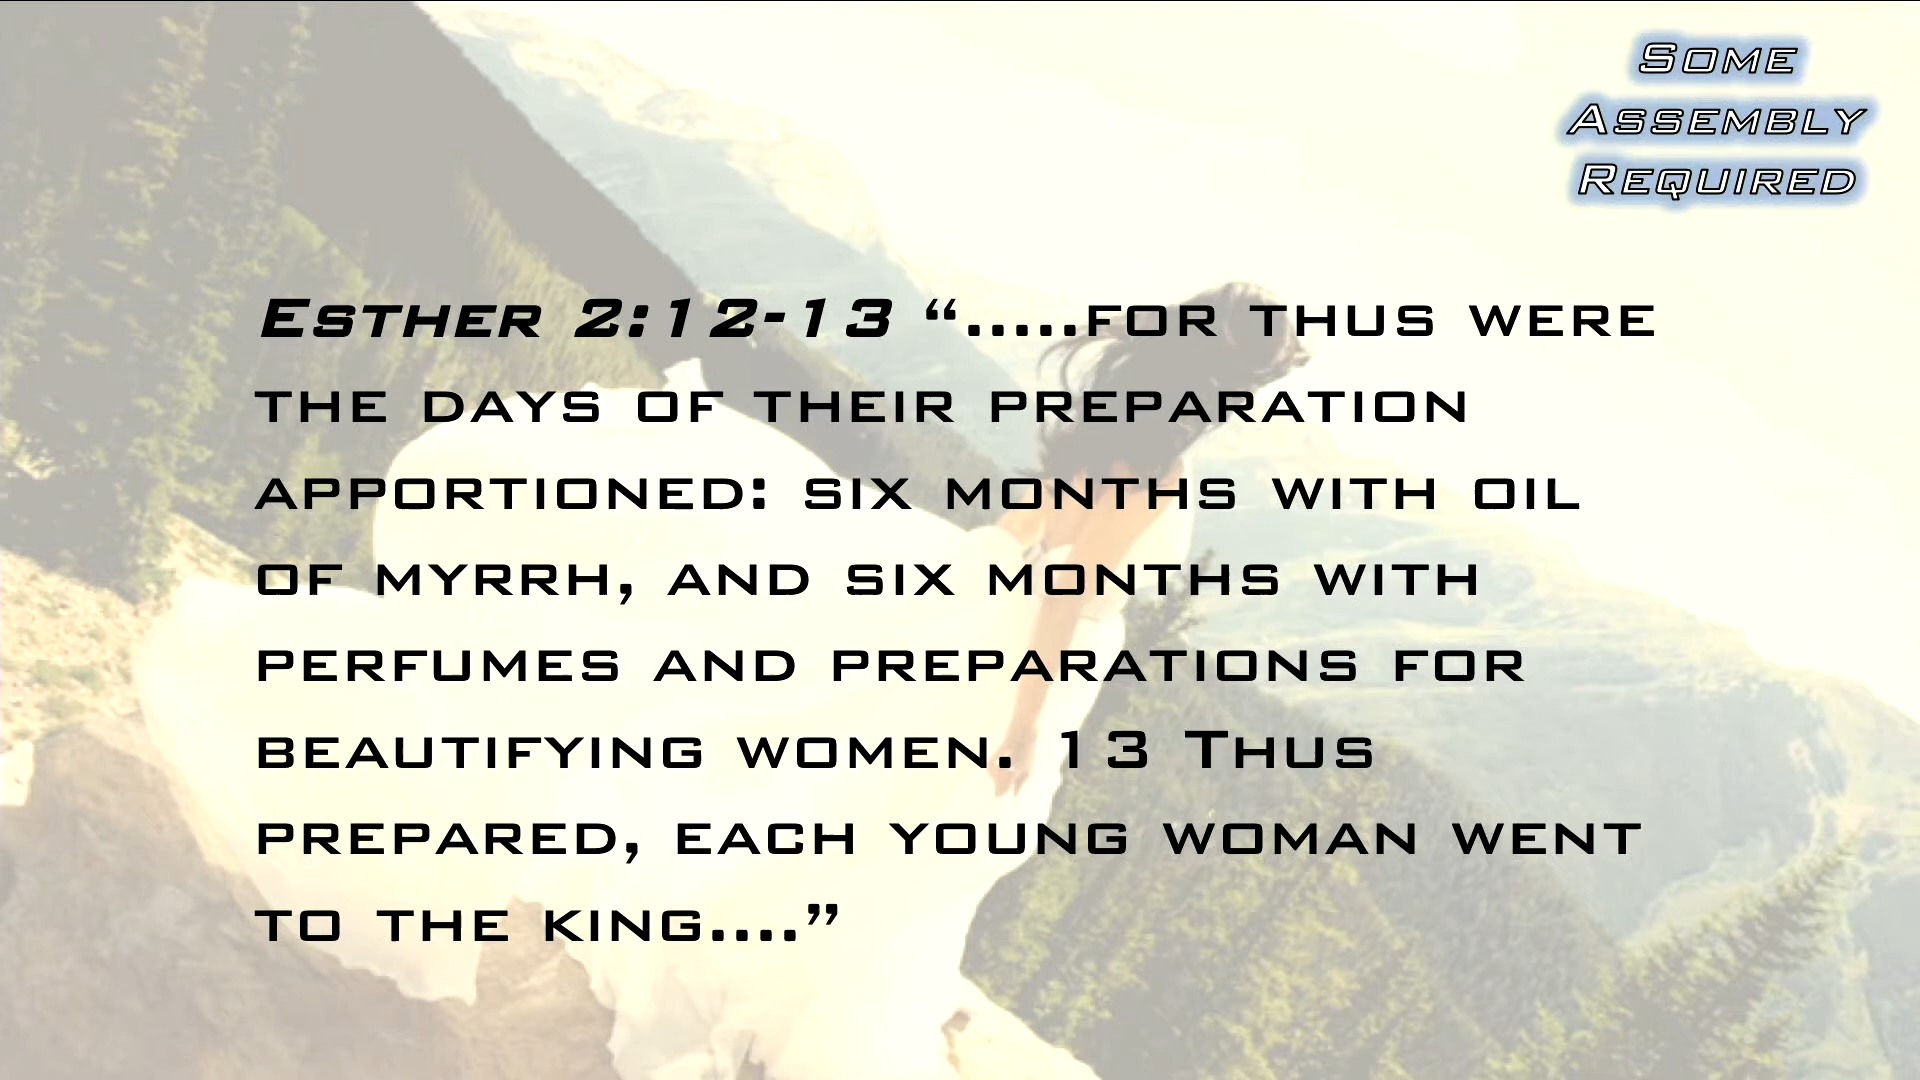 Some
Assembly
Required
Esther 2:12-13 “.....for thus were
the days of their preparation
apportioned: six months with oil
of myrrh, and six months with
perfumes and preparations for
beautifying women. 13 Thus
prepared, each young woman went
to the king....”